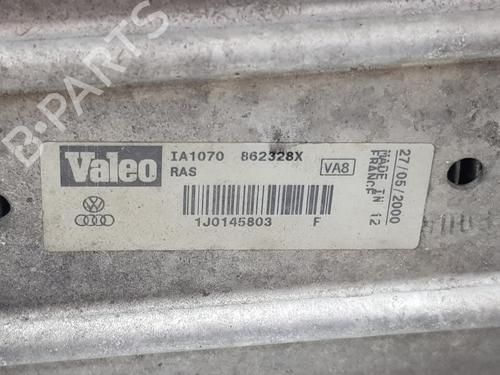 B-PARTS
Valeo
IA1070 862328X
RAS
VA8
1J0145803 F
27/05/2000
MADE IN
FRANCE 12